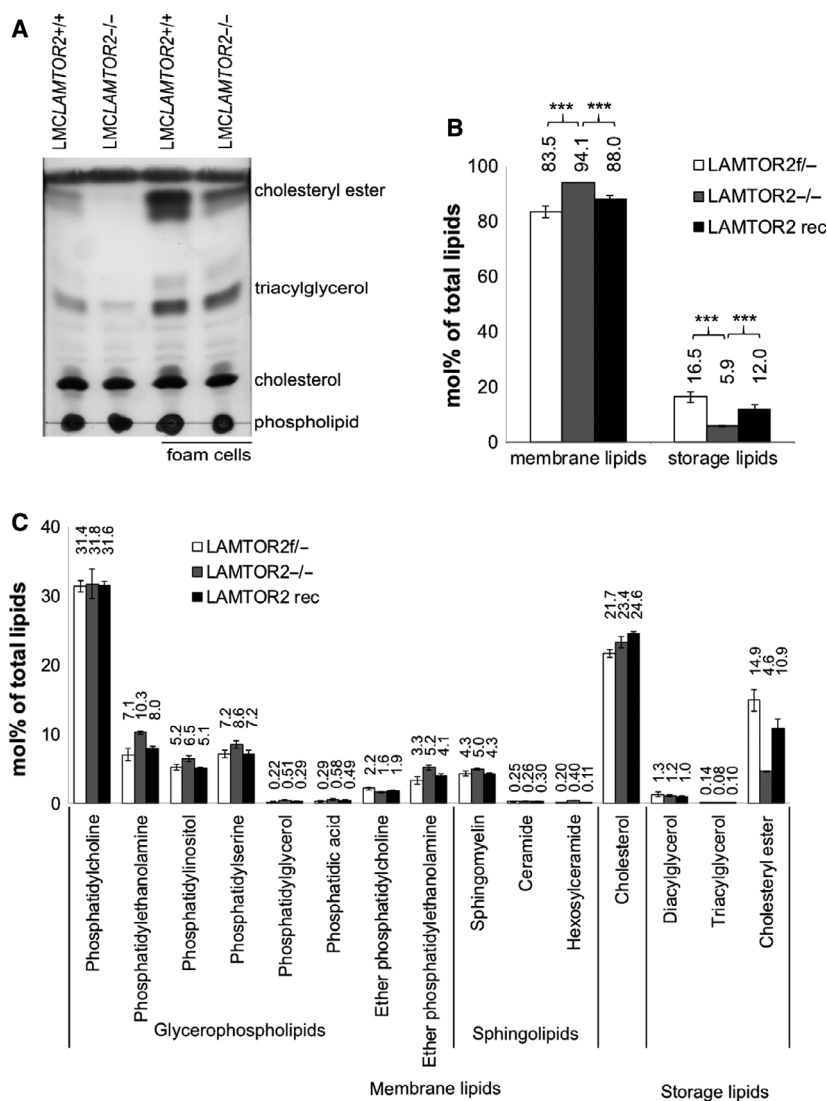 A
LMCLAMTOR2+/+
LMCLAMTOR2–/–
LMCLAMTOR2+/+
LMCLAMTOR2–/–
cholesteryl ester
triacylglycerol
cholesterol
phospholipid
foam cells
B
*** ***
83.5 94.1 88.0
LAMTOR2f/–
LAMTOR2–/–
LAMTOR2 rec
mol% of total lipids
100
80
60
40
20
0
*** ***
16.5 5.9 12.0
membrane lipids storage lipids
C
LAMTOR2f/–
LAMTOR2–/–
LAMTOR2 rec
mol% of total lipids
40
30
20
10
0
31.4 31.8 31.6
7.1 10.3 8.0
5.2 6.5 5.1
7.2 8.6 7.2
0.22 0.51 0.29
0.29 0.58 0.49
2.2 1.6 1.9
3.3 5.2 4.1
4.3 5.0 4.3
0.25 0.26 0.30
0.20 0.40 0.11
21.7 23.4 24.6
1.3 1.2 1.0
0.14 0.08 0.10
14.9 4.6 10.9
Phosphatidylcholine
Phosphatidylethanolamine
Phosphatidylinositol
Phosphatidylserine
Phosphatidylglycerol
Phosphatidic acid
Ether phosphatidylcholine
Ether phosphatidylethanolamine
Sphingomyelin
Ceramide
Hexosylceramide
Cholesterol
Diacylglycerol
Triacylglycerol
Cholesteryl ester
Glycerophospholipids Sphingolipids
Membrane lipids Storage lipids